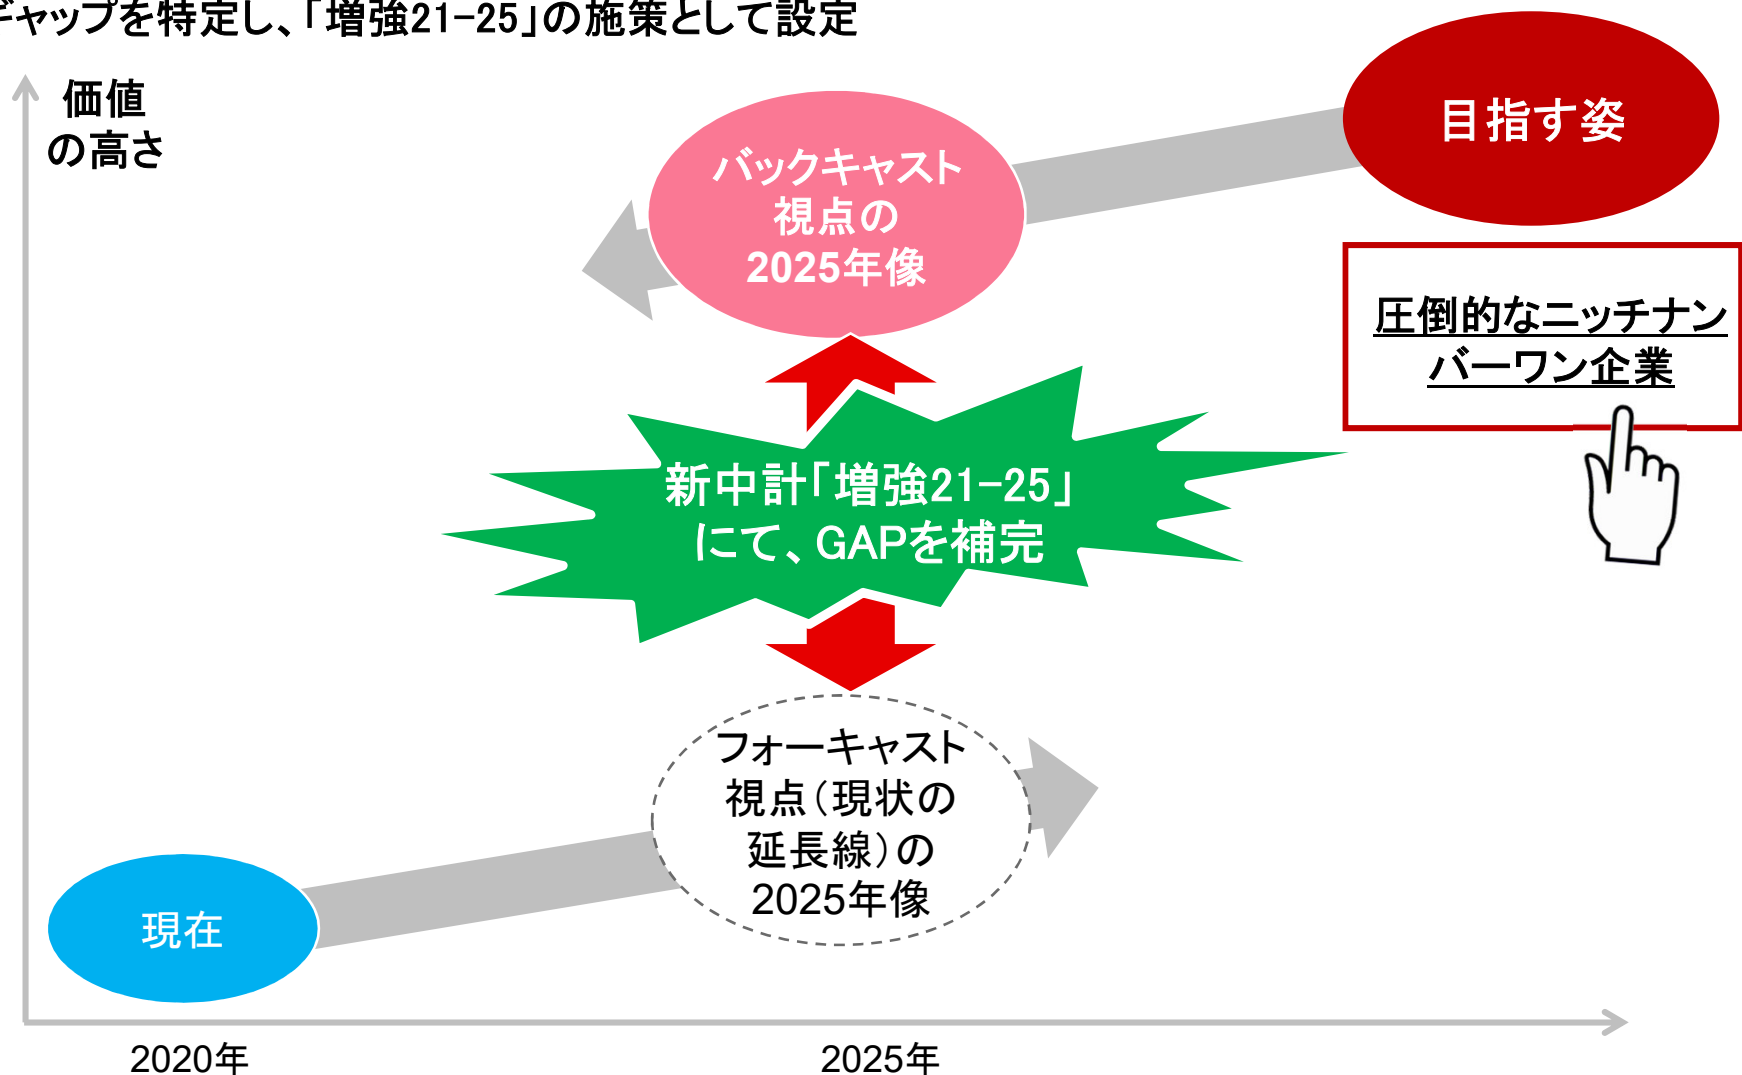 ギャップを特定し、「増強21-25」の施策として設定
価値
の高さ
目指す姿
バックキャスト
視点の
2025年像
圧倒的なニッチナン
バーワン企業
新中計「増強21-25」
にて、GAPを補完
フォーキャスト
視点（現状の
延長線）の
2025年像
現在
2020年
2025年